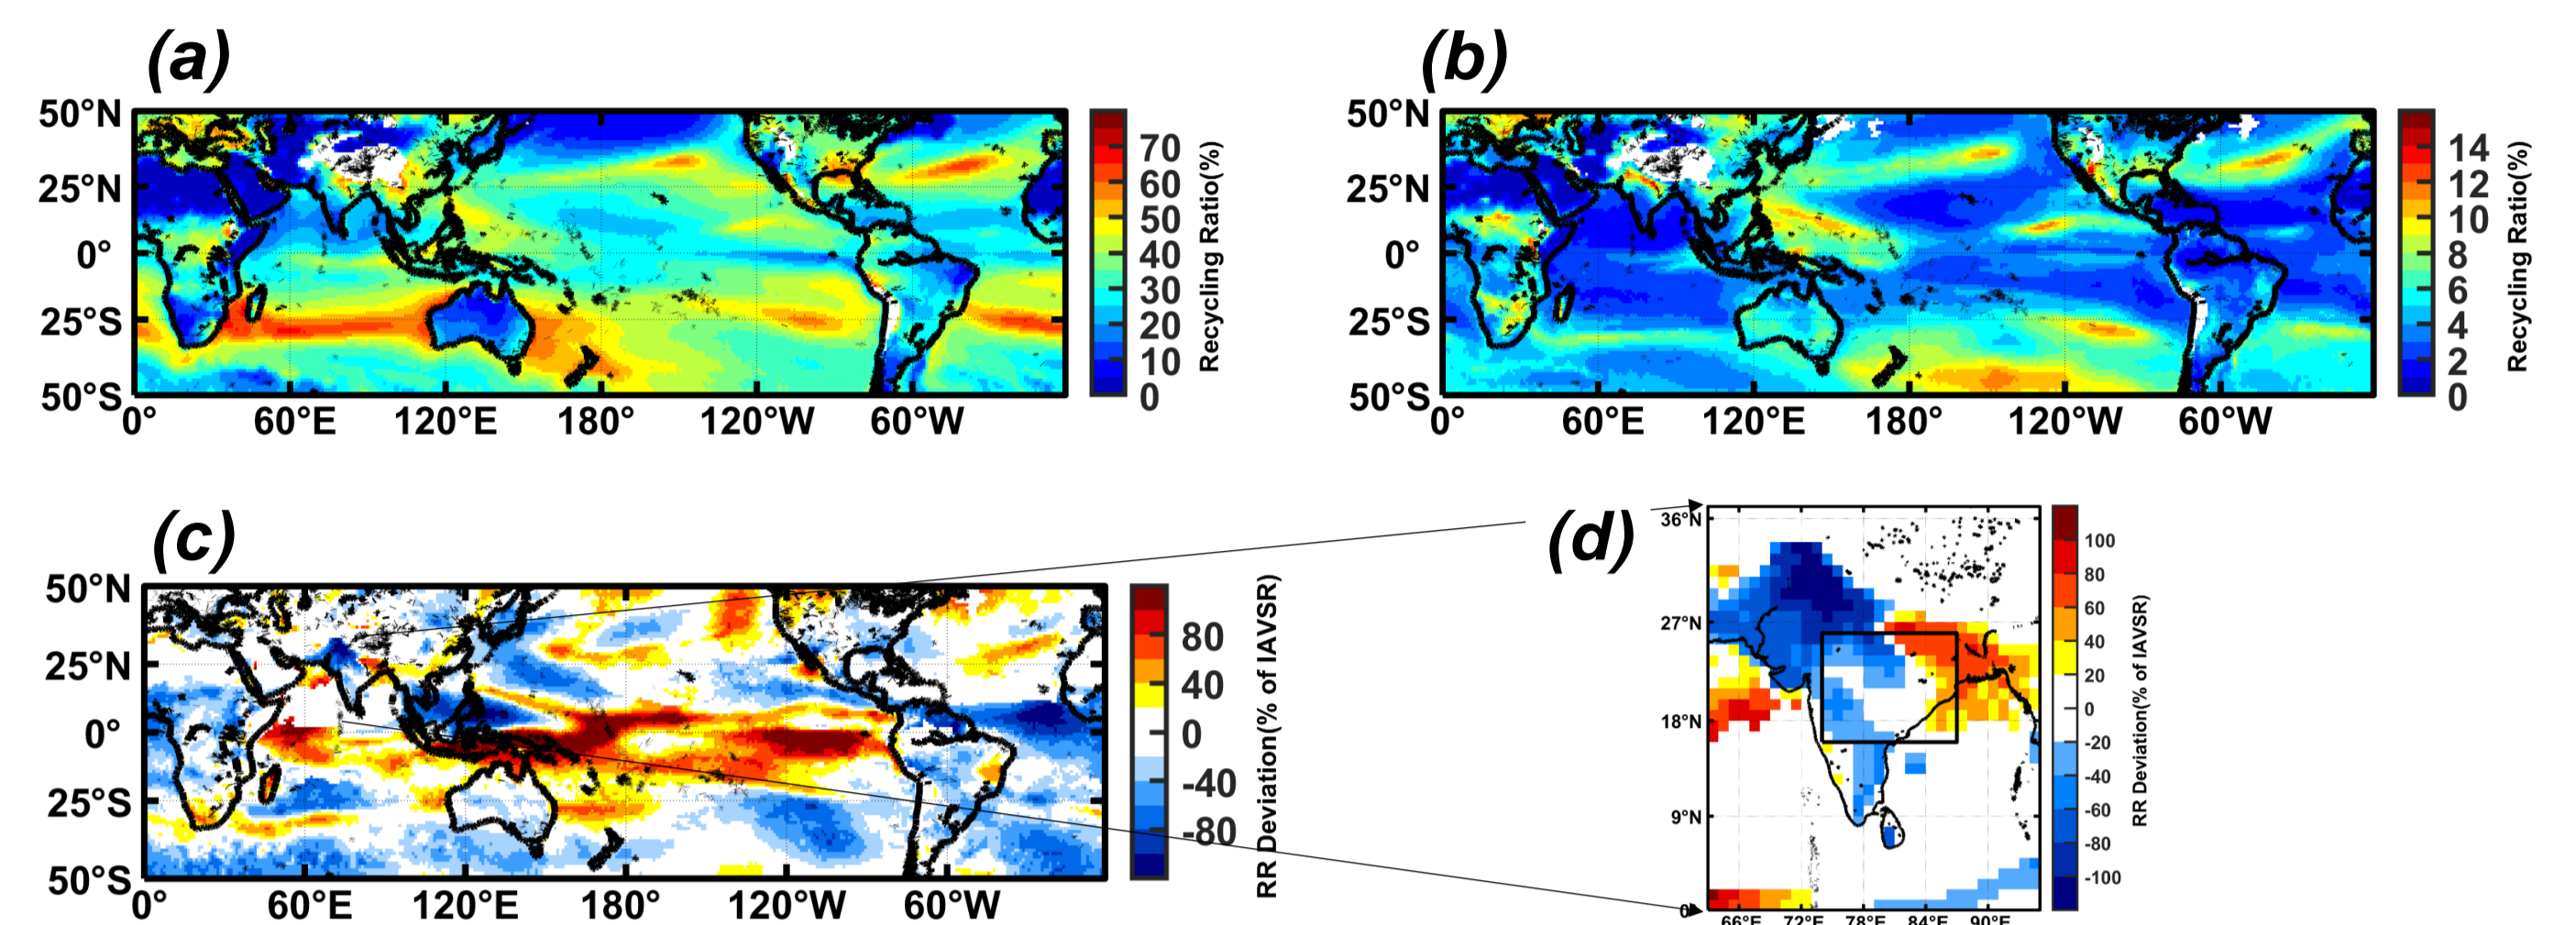 (a)
50°N
25°N
0°
25°S
50°S
0°
60°E
120°E
180°
120°W
60°W
70
60
50
40
30
20
10
0
Recycling Ratio(%)
(b)
50°N
25°N
0°
25°S
50°S
0°
60°E
120°E
180°
120°W
60°W
14
12
10
8
6
4
2
0
Recycling Ratio(%)
(c)
50°N
25°N
0°
25°S
50°S
0°
60°E
120°E
180°
120°W
60°W
80
40
0
-40
-80
RR Deviation(% of IAVSR)
(d)
36°N
27°N
18°N
9°N
0°
66°E
72°E
78°E
84°E
90°E
100
80
60
40
20
0
-20
-40
-60
-80
-100
RR Deviation(% of IAVSR)